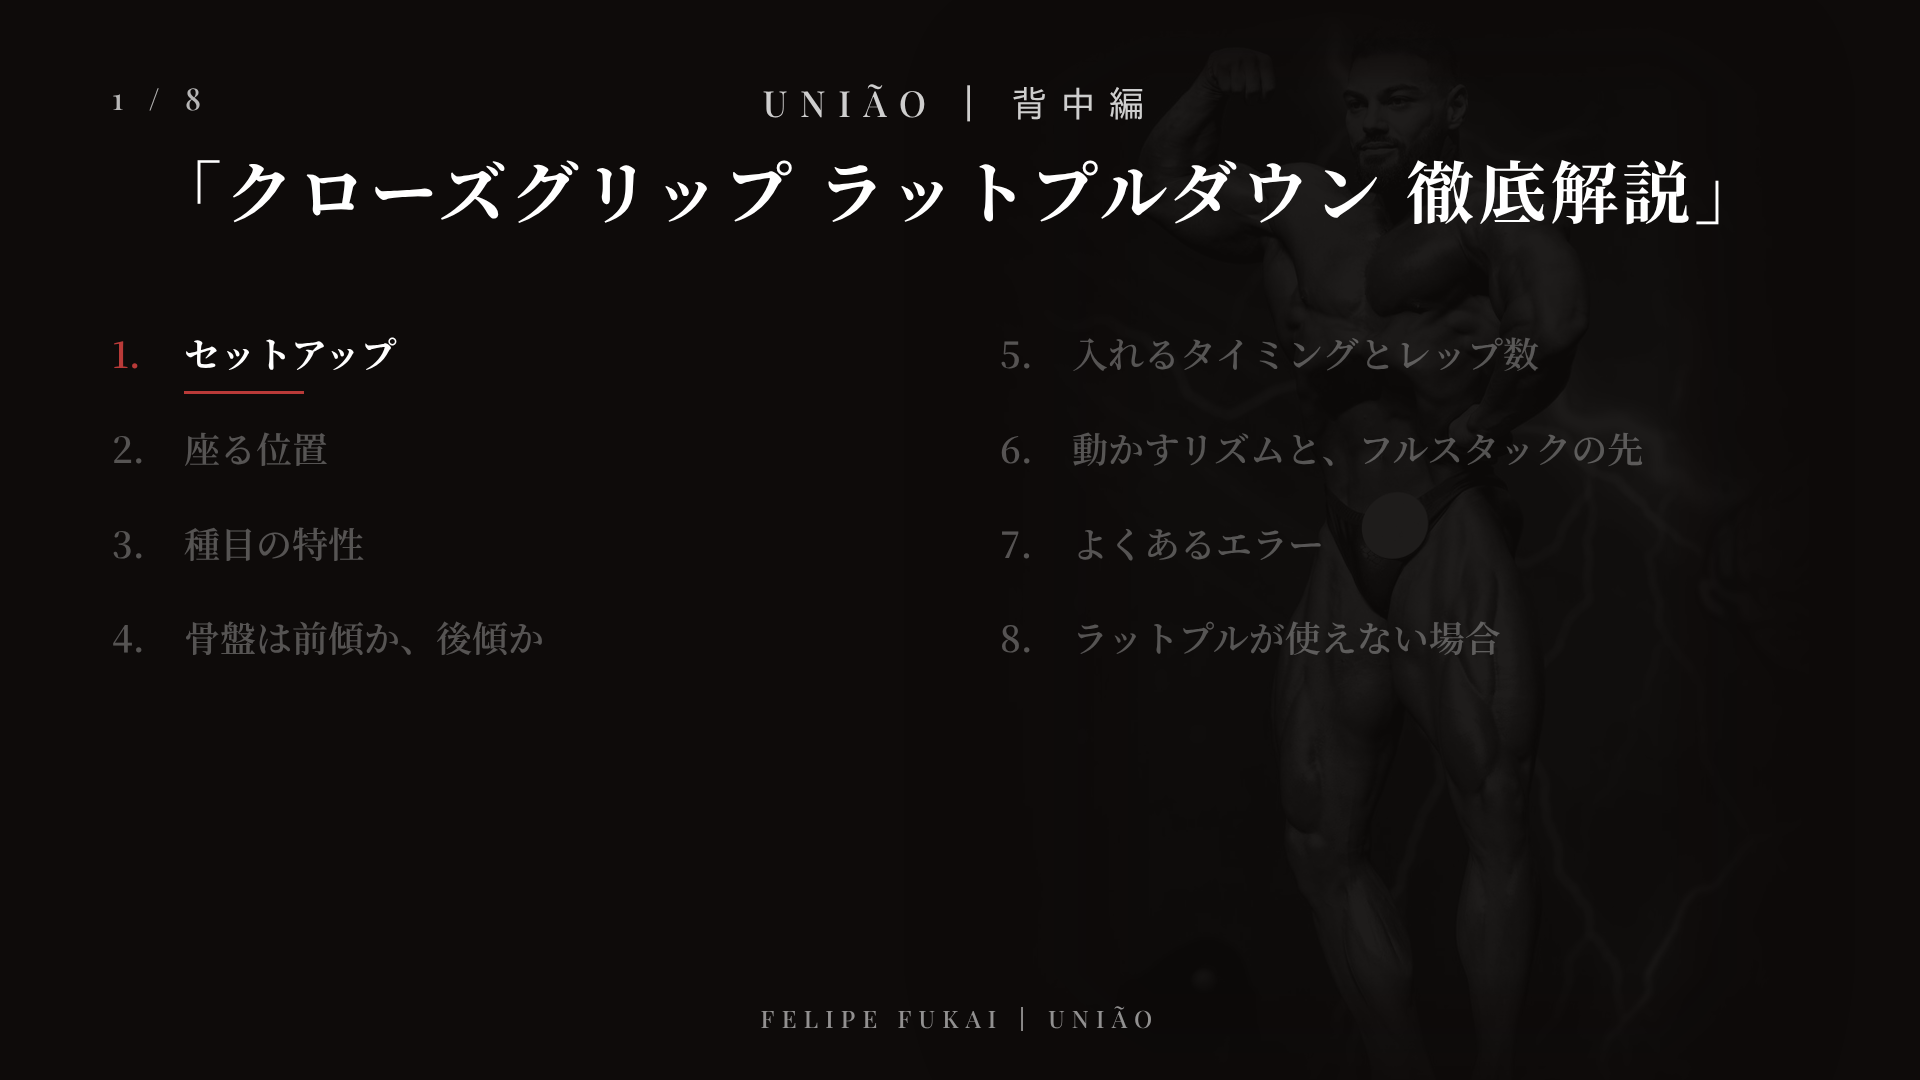 1 / 8
UNIÃO | 背中編
「クローズグリップ ラットプルダウン 徹底解説」
1. セットアップ
2. 座る位置
3. 種目の特性
4. 骨盤は前傾か、後傾か
5. 入れるタイミングとレップ数
6. 動かすリズムと、フルスタックの先
7. よくあるエラー
8. ラットプルが使えない場合
FELIPE FUKAI | UNIÃO